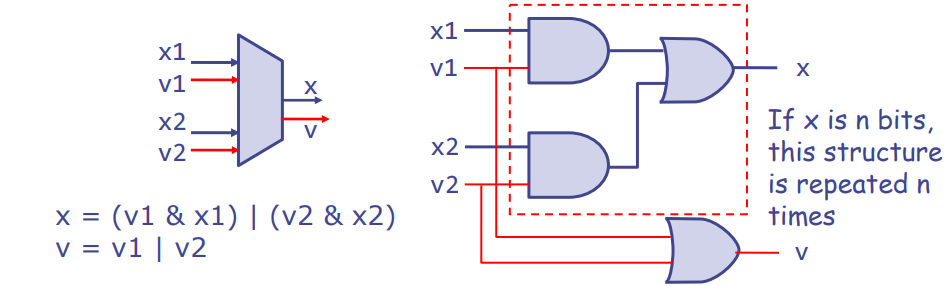 x1
v1
x2
v2
x
v
x = (v1 & x1) | (v2 & x2)
v = v1 | v2
x1
v1
x2
v2
x
If x is n bits,
this structure
is repeated n
times
v